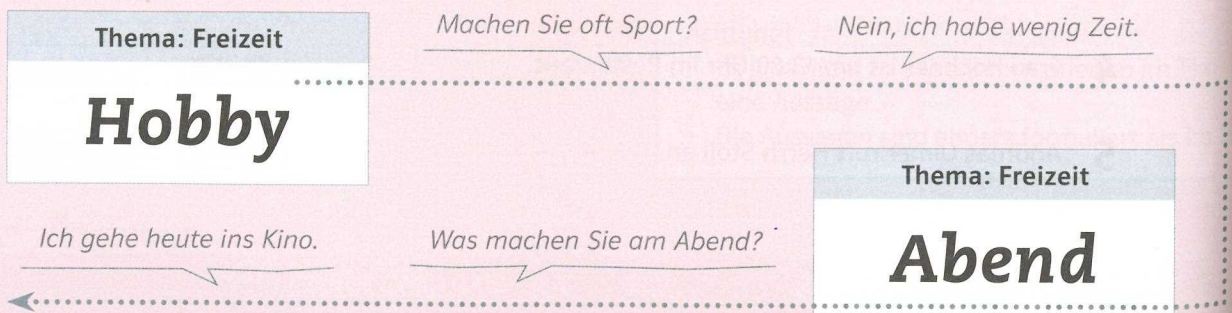 Thema: Freizeit
Hobby
Machen Sie oft Sport?
Nein, ich habe wenig Zeit.
Thema: Freizeit
Abend
Was machen Sie am Abend?
Ich gehe heute ins Kino.